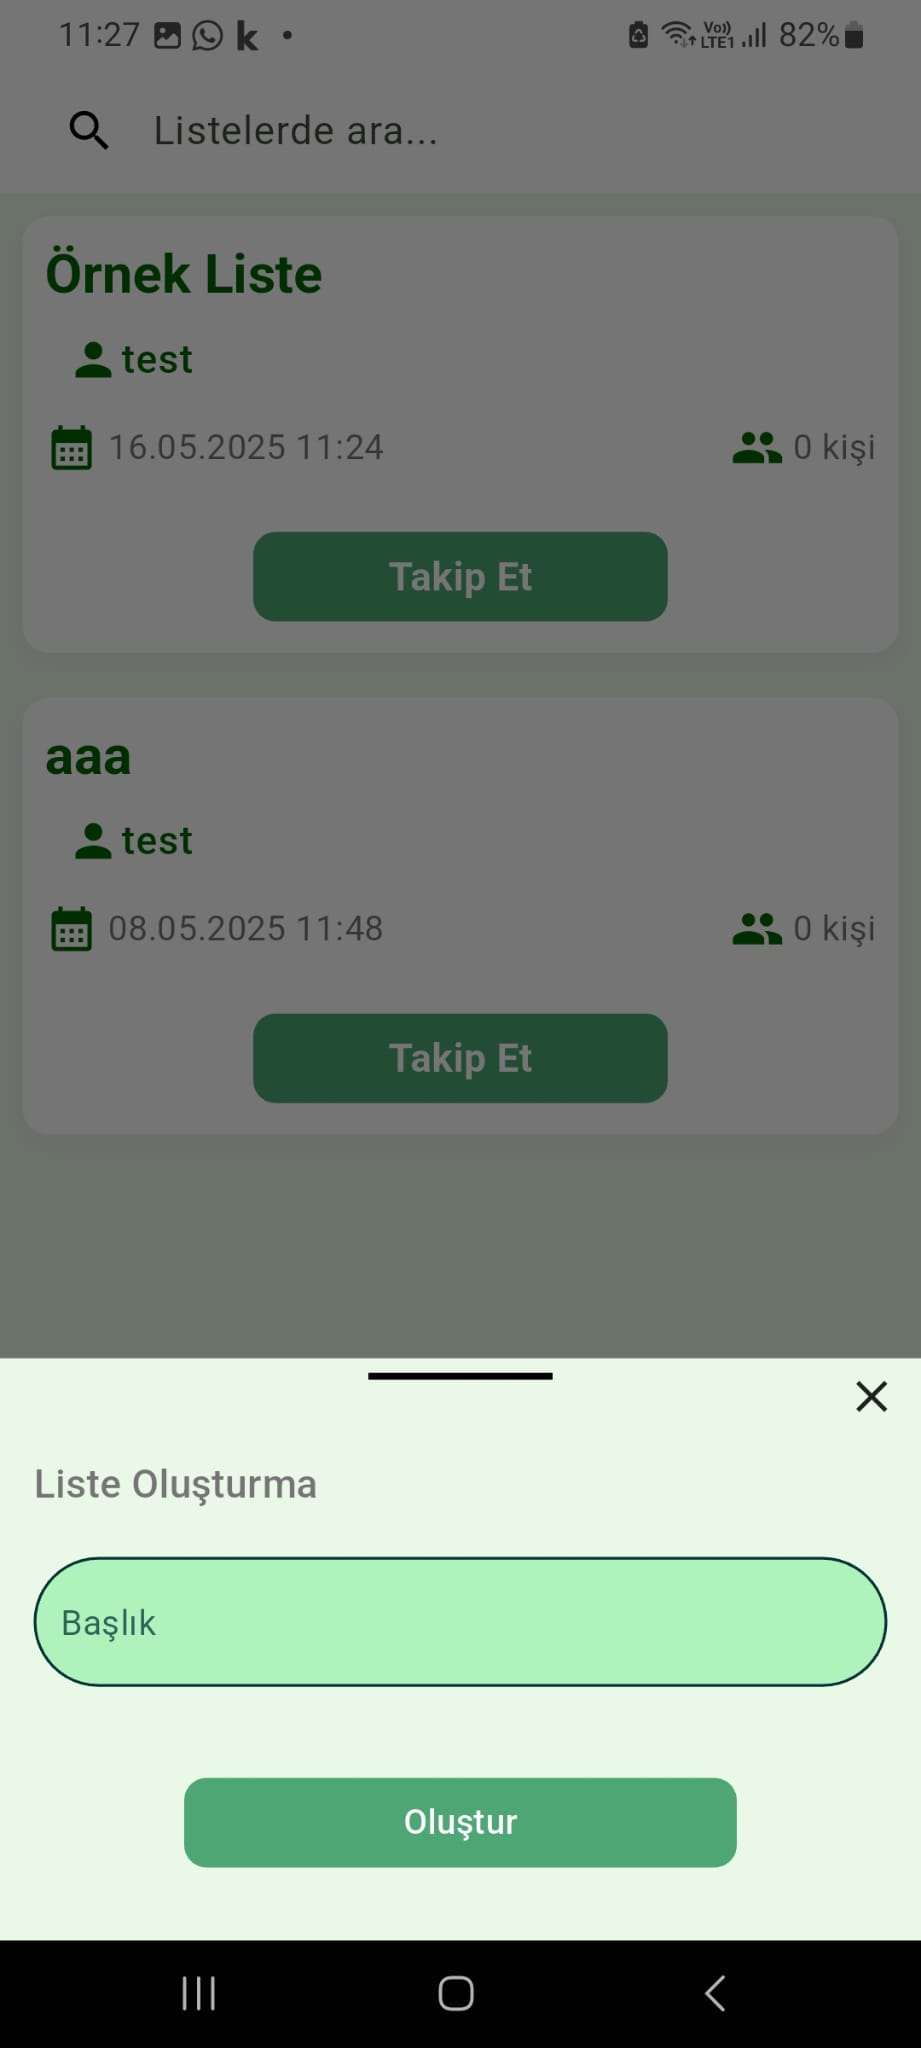 11:27 k Vo)) LTE1 82%
Listelerde ara...
Örnek Liste
test
16.05.2025 11:24 0 kişi
Takip Et
aaa
test
08.05.2025 11:48 0 kişi
Takip Et
Liste Oluşturma
Başlık
Oluştur